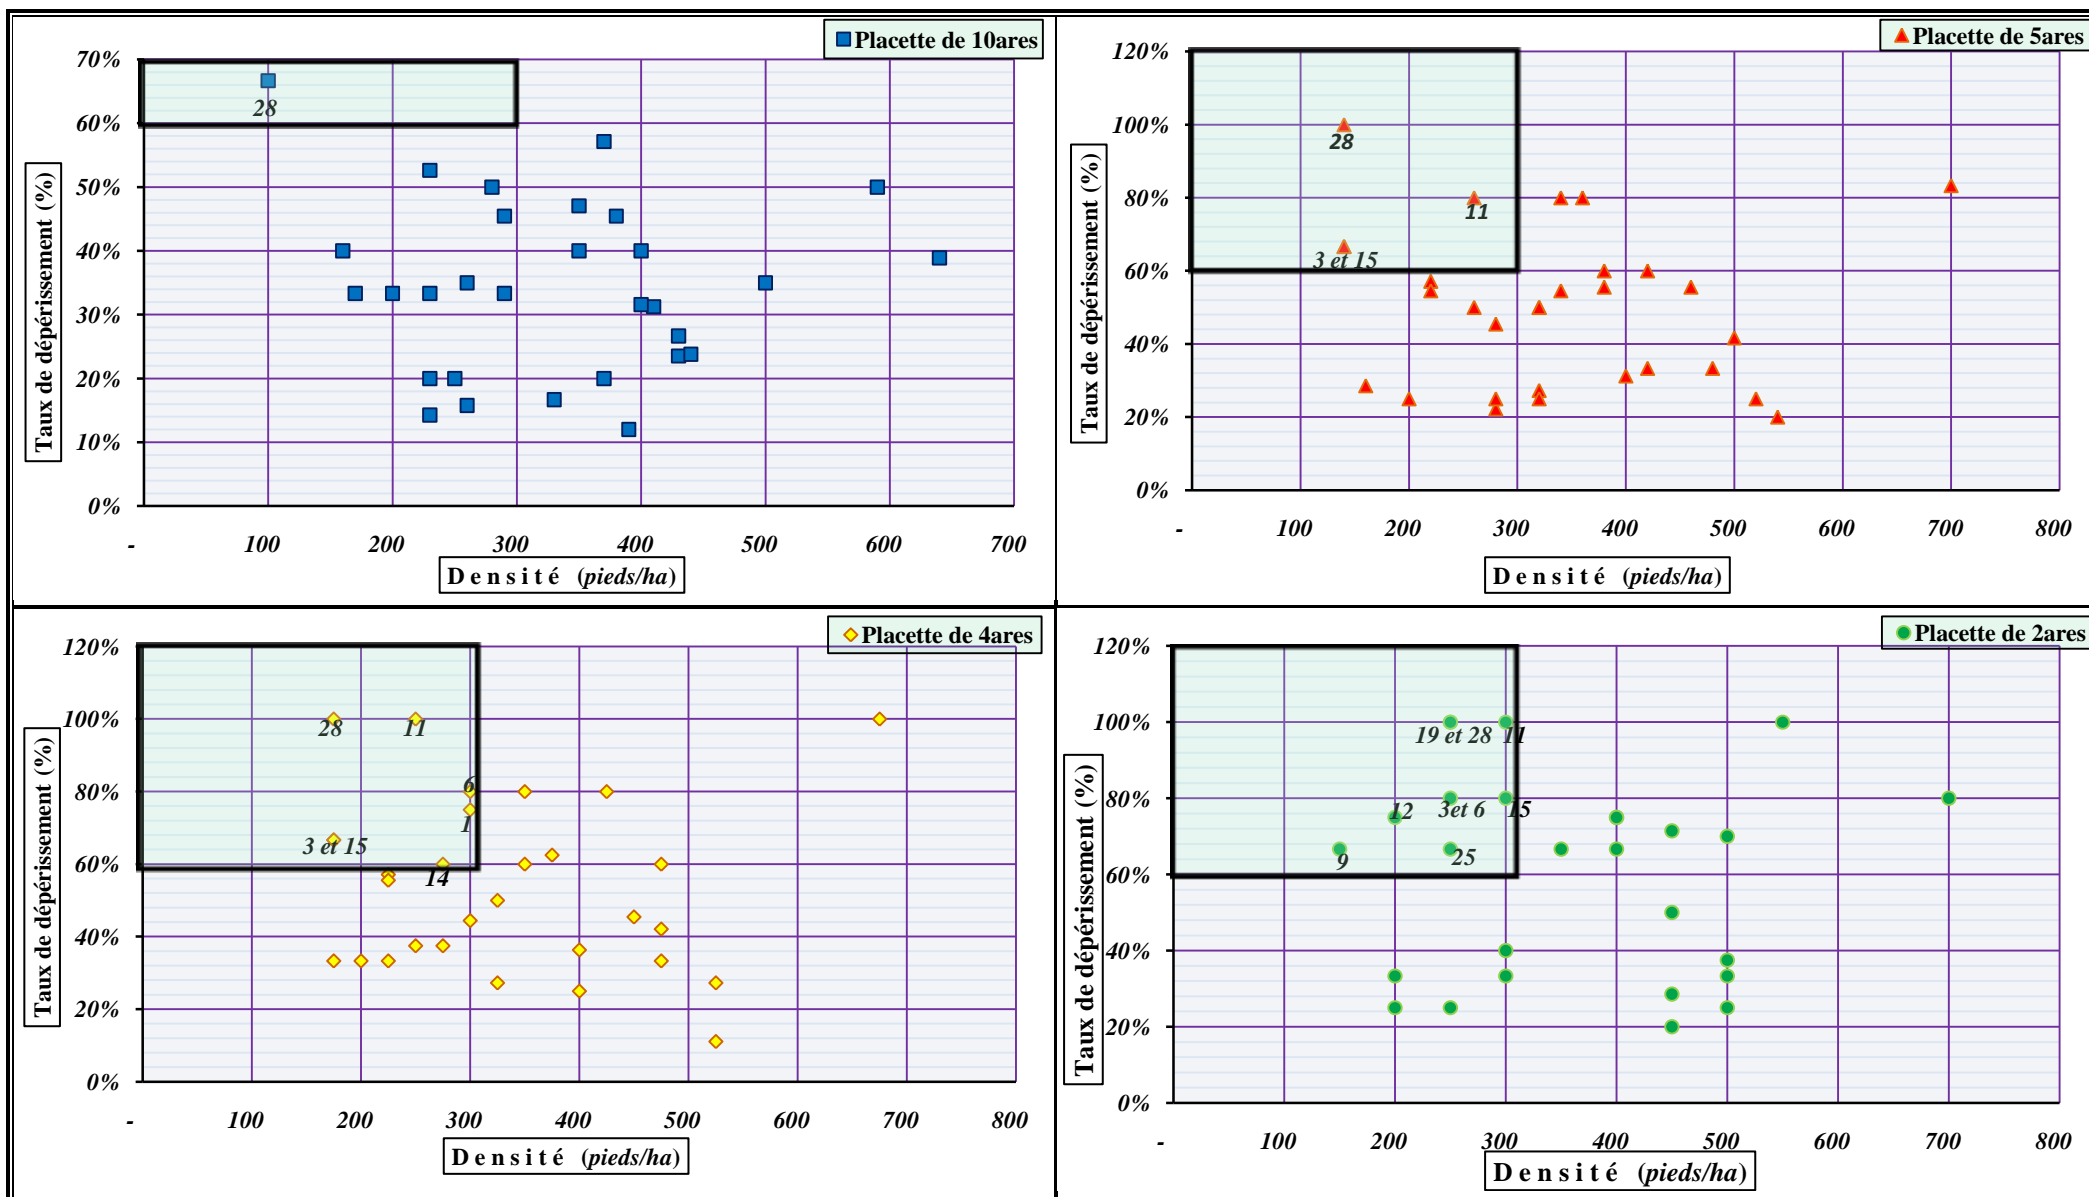 Placette de 10ares
70%
60%
50%
40%
30%
20%
10%
0%
28
Taux de dépérissement (%)
- 100 200 300 400 500 600 700
Densité (pieds/ha)
Placette de 5ares
120%
100%
80%
60%
40%
20%
0%
28
11
3 et 15
Taux de dépérissement (%)
- 100 200 300 400 500 600 700 800
Densité (pieds/ha)
Placette de 4ares
120%
100%
80%
60%
40%
20%
0%
28 11
6
1
3 et 15
14
Taux de dépérissement (%)
- 100 200 300 400 500 600 700 800
Densité (pieds/ha)
Placette de 2ares
120%
100%
80%
60%
40%
20%
0%
19 et 28 11
12 3et 6 15
9 25
Taux de dépérissement (%)
- 100 200 300 400 500 600 700 800
Densité (pieds/ha)